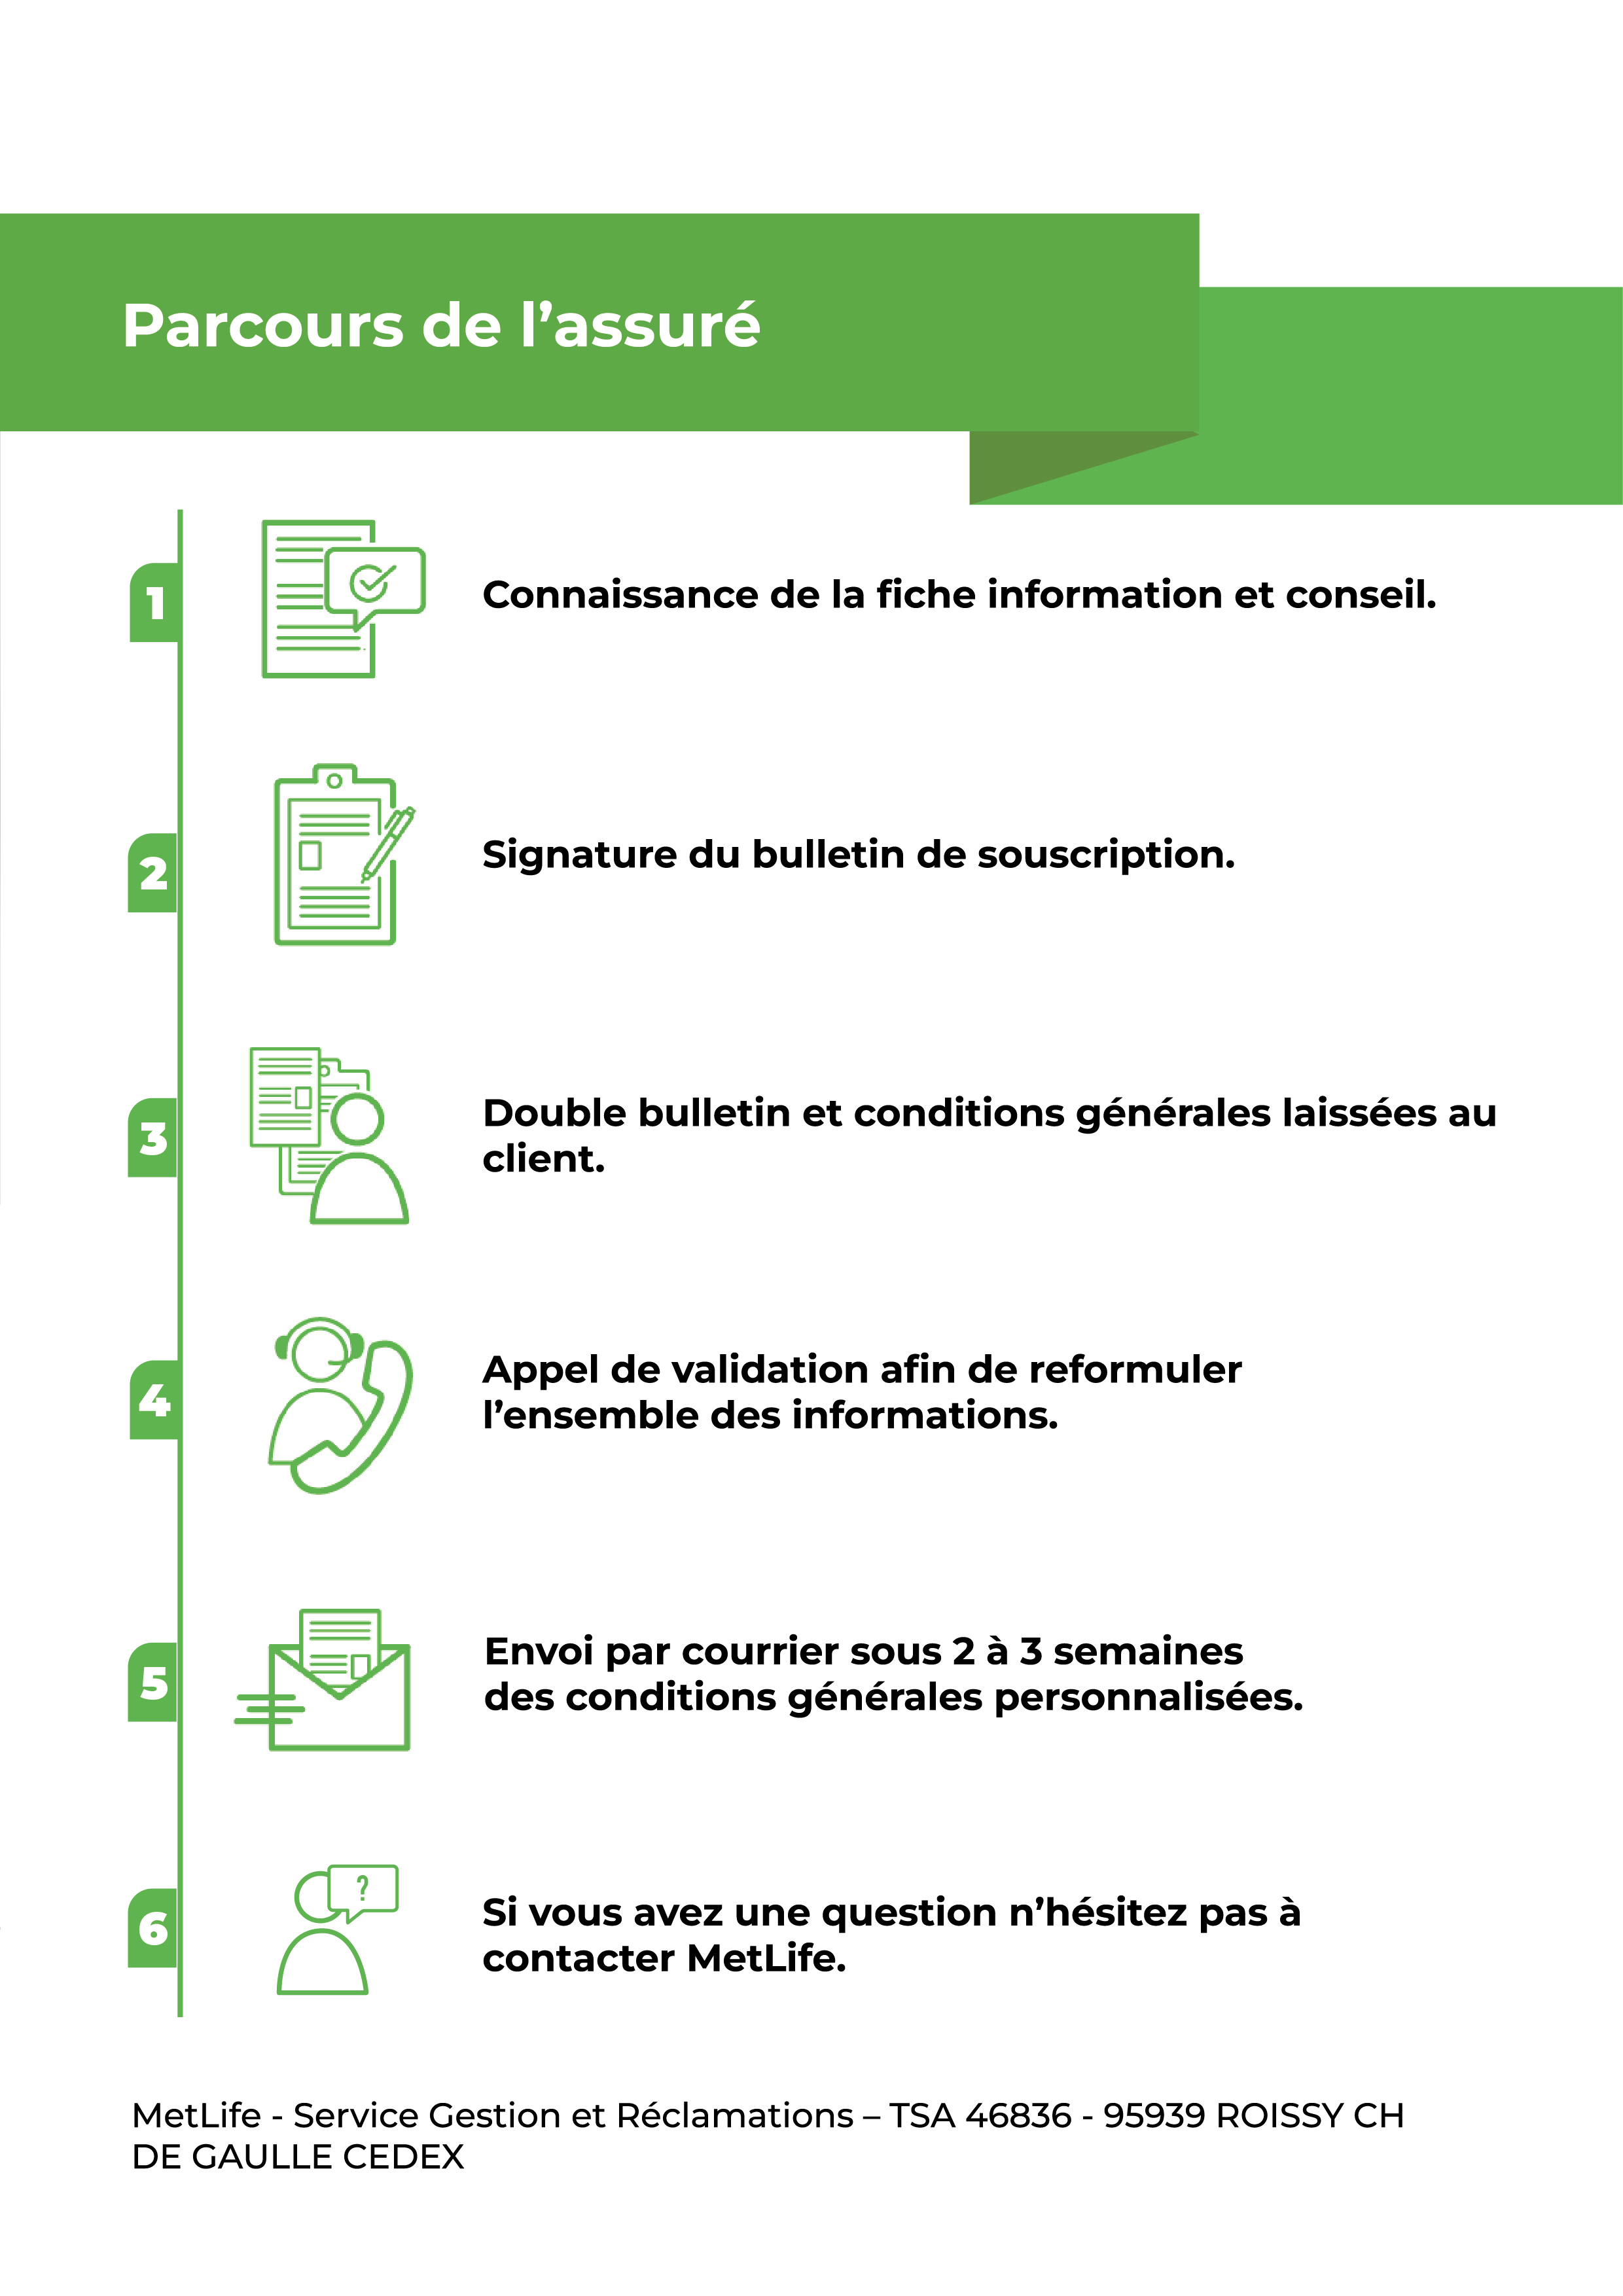 Parcours de l’assuré
1
Connaissance de la fiche information et conseil.
2
Signature du bulletin de souscription.
3
Double bulletin et conditions générales laissées au
client.
4
Appel de validation afin de reformuler
l’ensemble des informations.
5
Envoi par courrier sous 2 à 3 semaines
des conditions générales personnalisées.
6
?
Si vous avez une question n’hésitez pas à
contacter MetLife.
MetLife - Service Gestion et Réclamations – TSA 46836 - 95939 ROISSY CH
DE GAULLE CEDEX